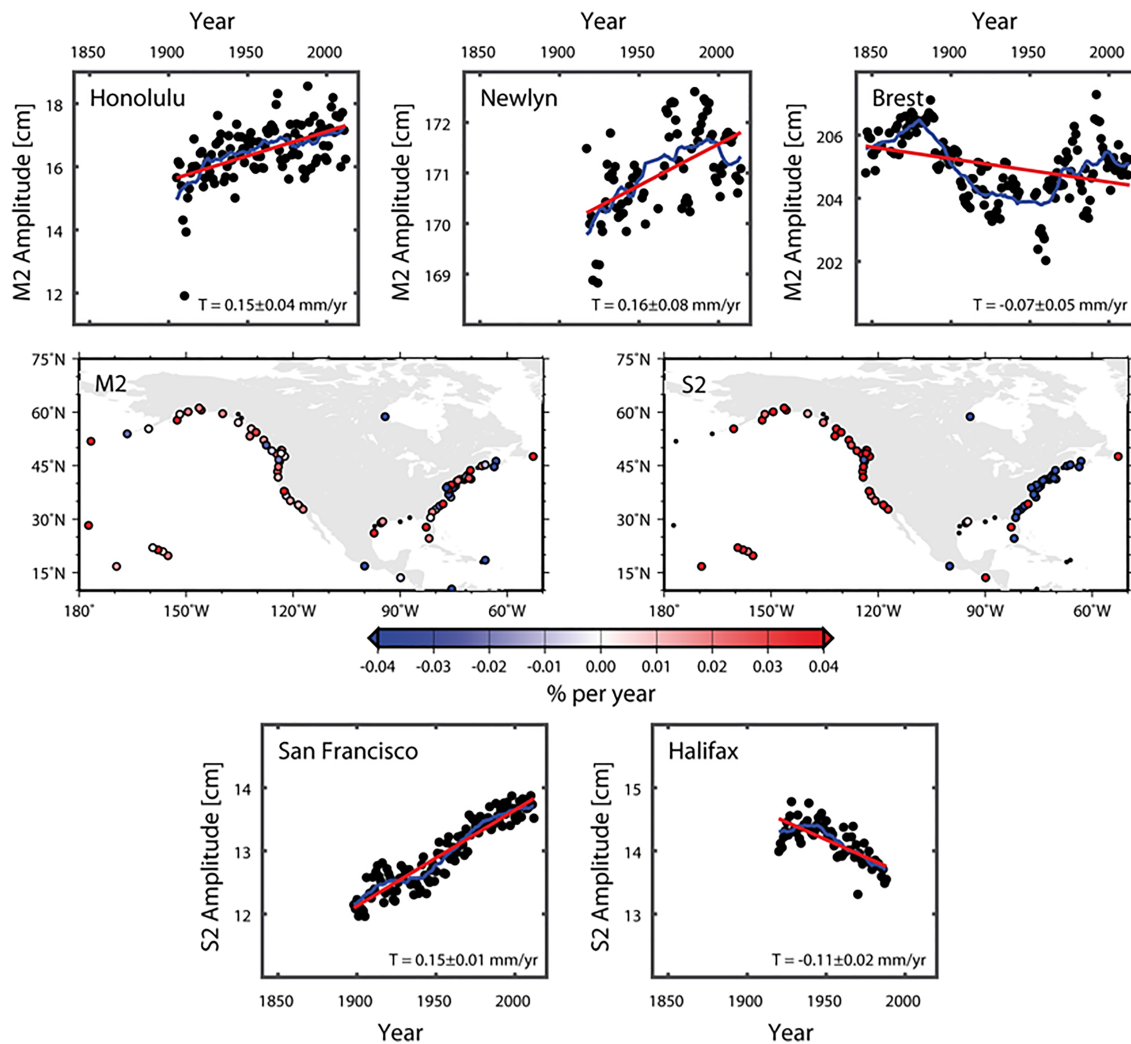 Year Year Year
1850 1900 1950 2000 1850 1900 1950 2000 1850 1900 1950 2000
M2 Amplitude [cm] M2 Amplitude [cm] M2 Amplitude [cm]
Honolulu Newlyn Brest
18 172 206
16 171 204
14 170 202
12 169
T = 0.15±0.04 mm/yr T = 0.16±0.08 mm/yr T = -0.07±0.05 mm/yr
75°N 75°N
M2 S2
60°N 60°N
45°N 45°N
30°N 30°N
15°N 15°N
180° 150°W 120°W 90°W 60°W 180° 150°W 120°W 90°W 60°W
-0.04 -0.03 -0.02 -0.01 0.00 0.01 0.02 0.03 0.04
% per year
San Francisco Halifax
S2 Amplitude [cm] S2 Amplitude [cm]
14 15
13 14
12 13
T = 0.15±0.01 mm/yr T = -0.11±0.02 mm/yr
1850 1900 1950 2000 1850 1900 1950 2000
Year Year